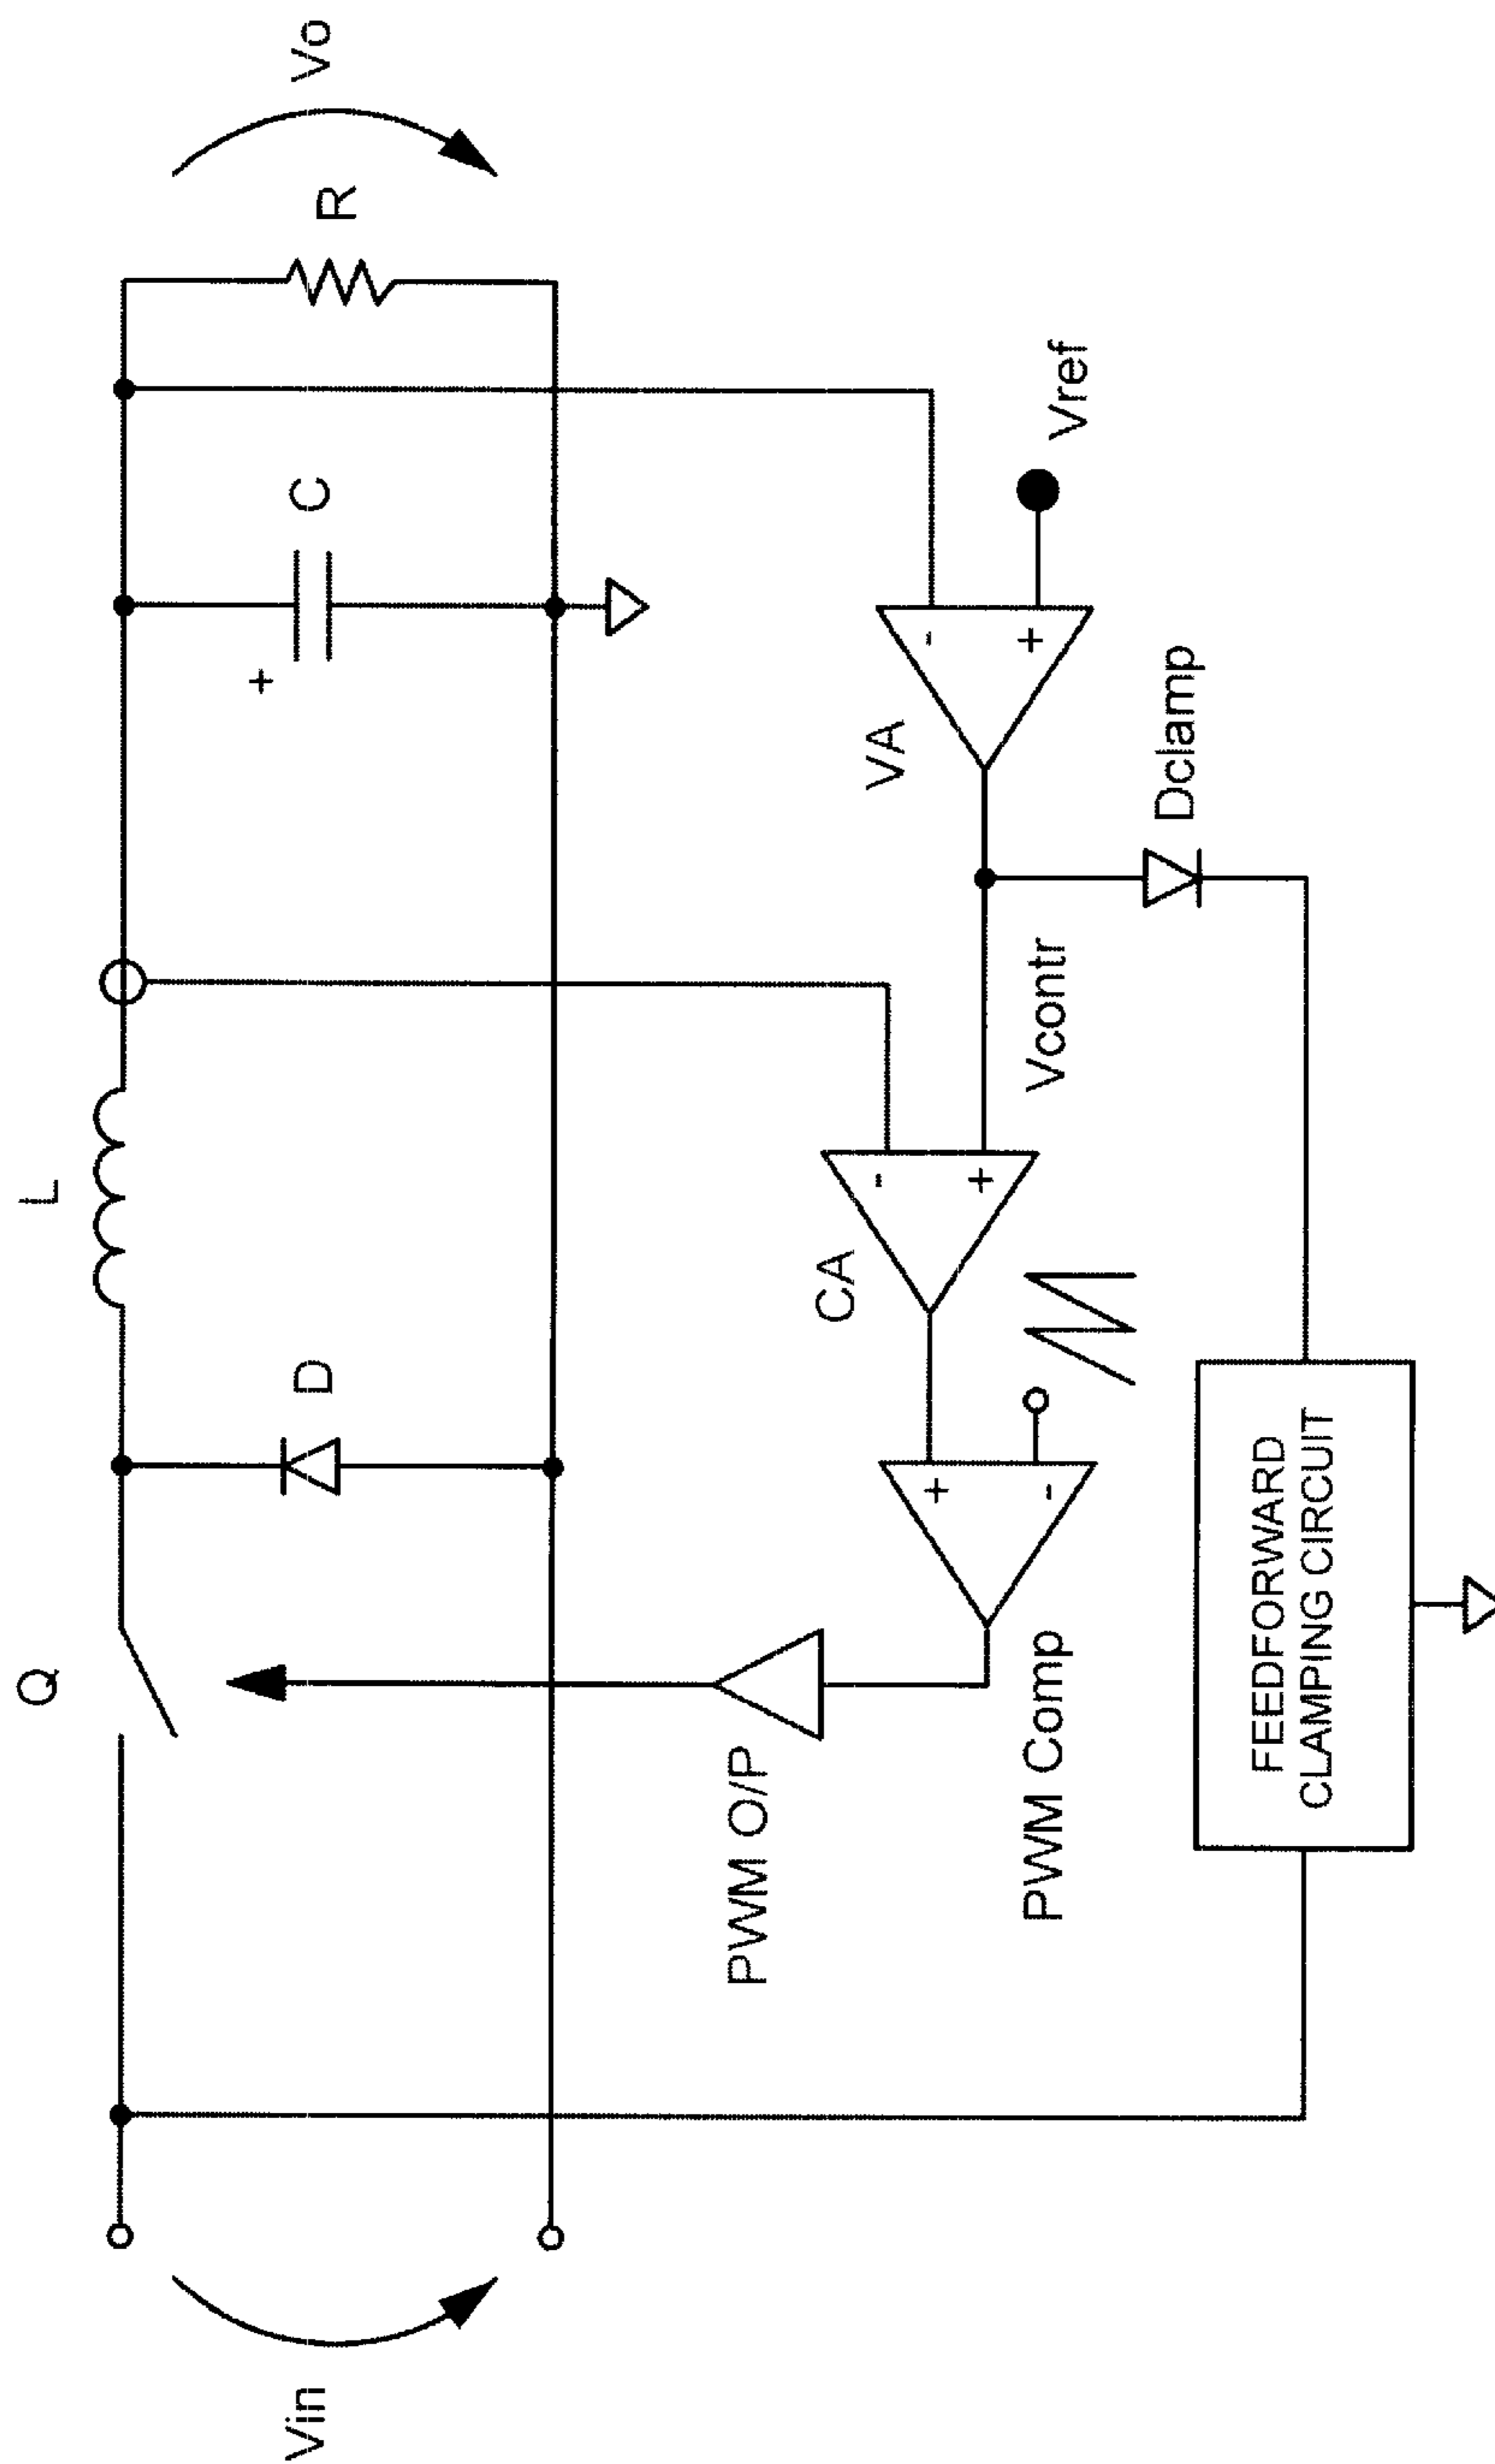 Q
L
Vin
D
+
C
R
Vo
PWM O/P
CA
-
+
VA
-
+
Vref
+
-
PWM Comp
Vcontr
Dclamp
FEEDFORWARD
CLAMPING CIRCUIT